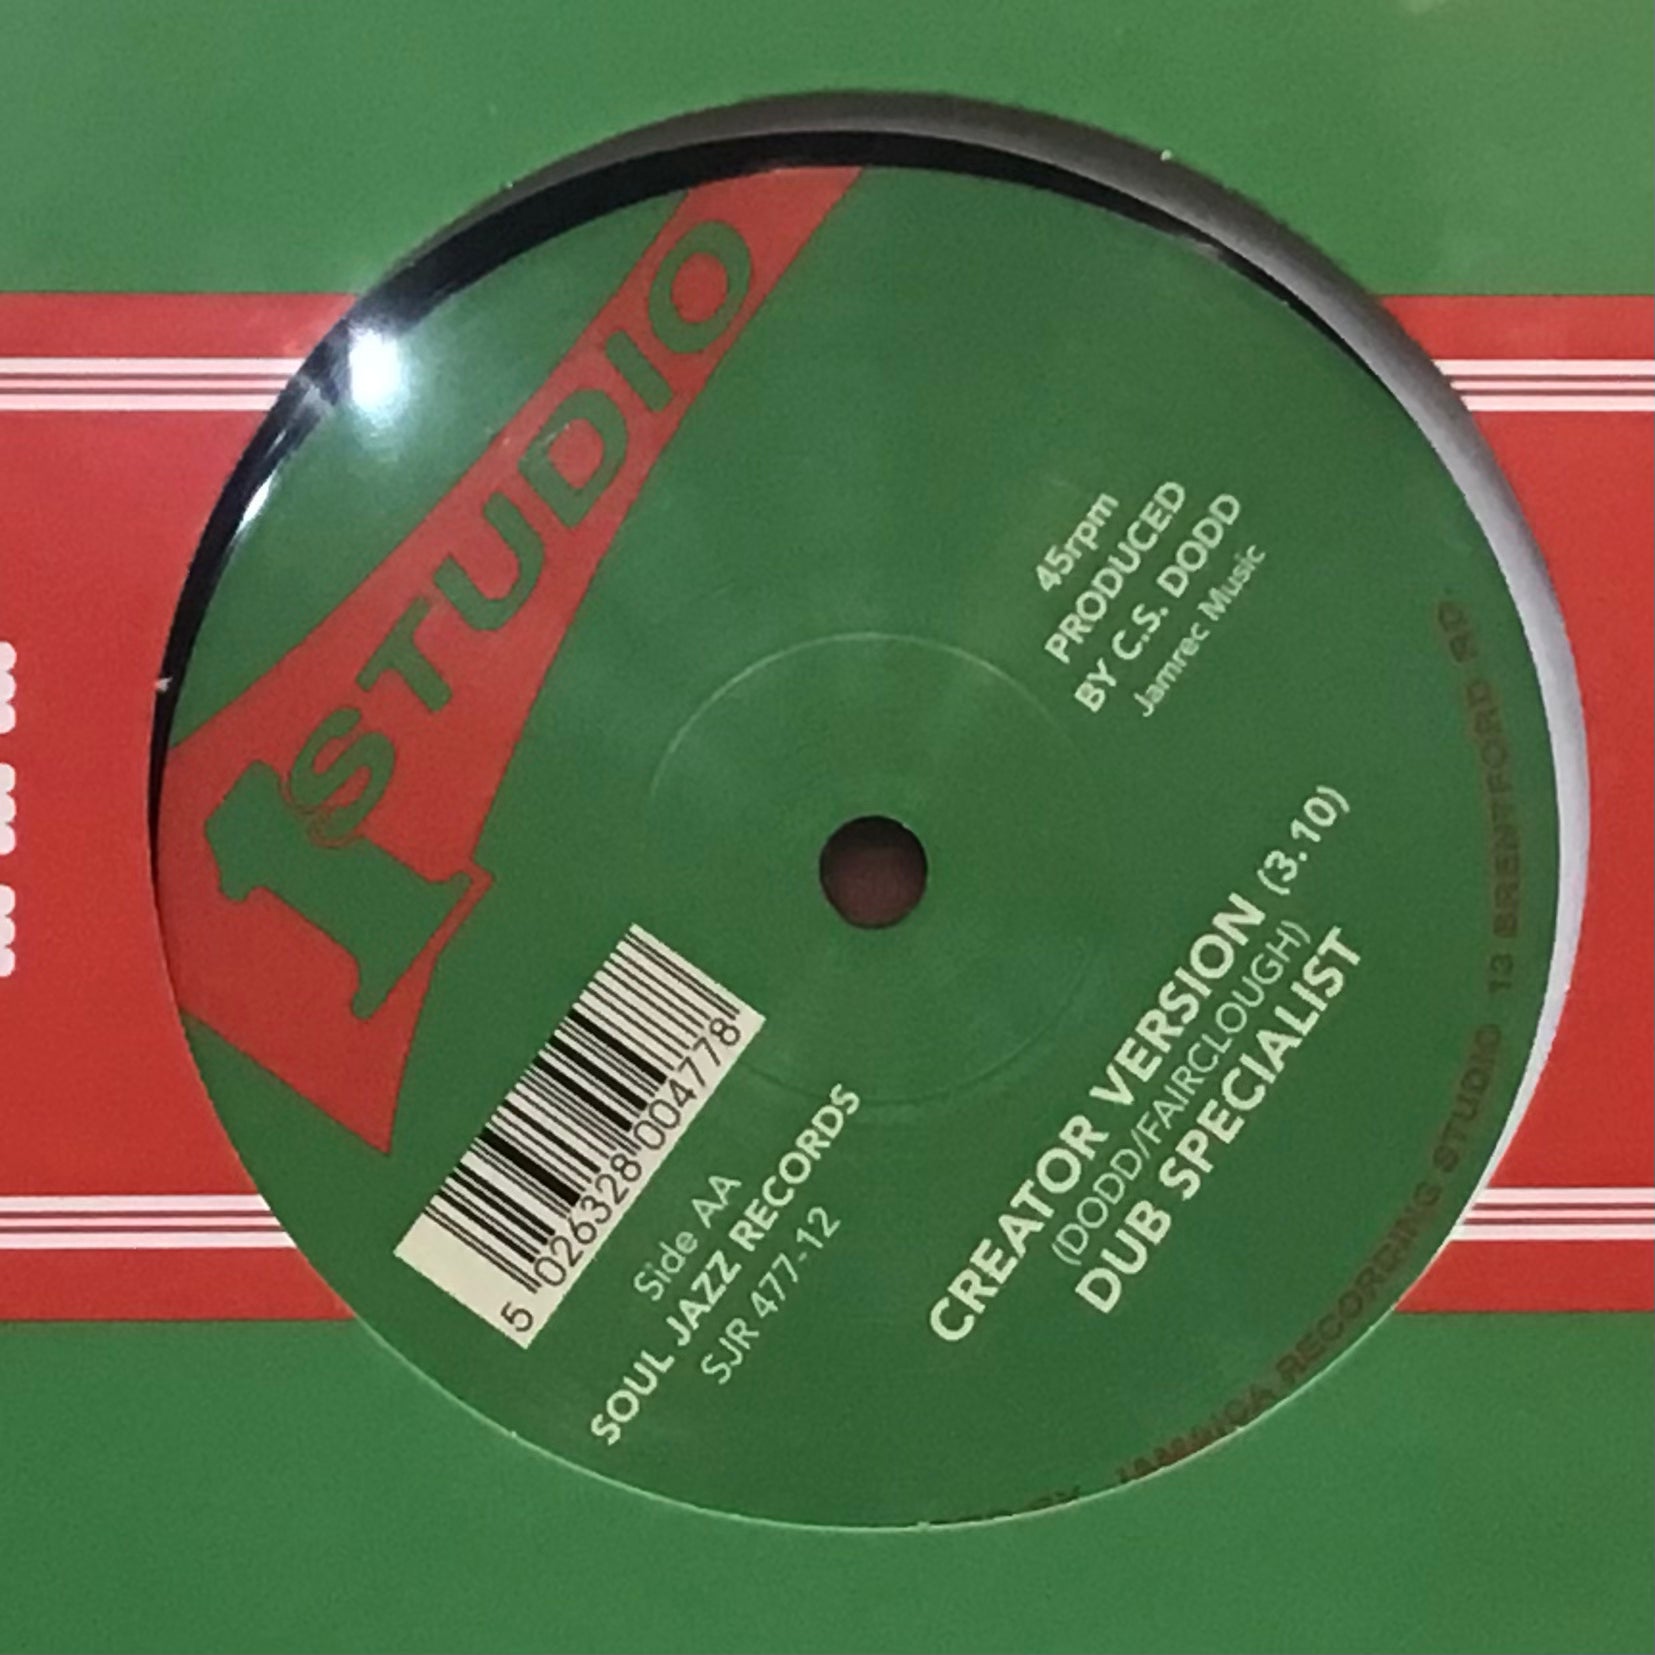 STUDIO
1
45rpm
PRODUCED
BY C.S. DODD
Jamrec Music
5 026328 004778
Side AA
SOUL JAZZ RECORDS
SJR 477-12
CREATOR VERSION (3.10)
(DODD/FAIRCLOUGH)
DUB SPECIALIST
BY JAMAICA RECORDING STUDIO 13 BRENTFORD RD.